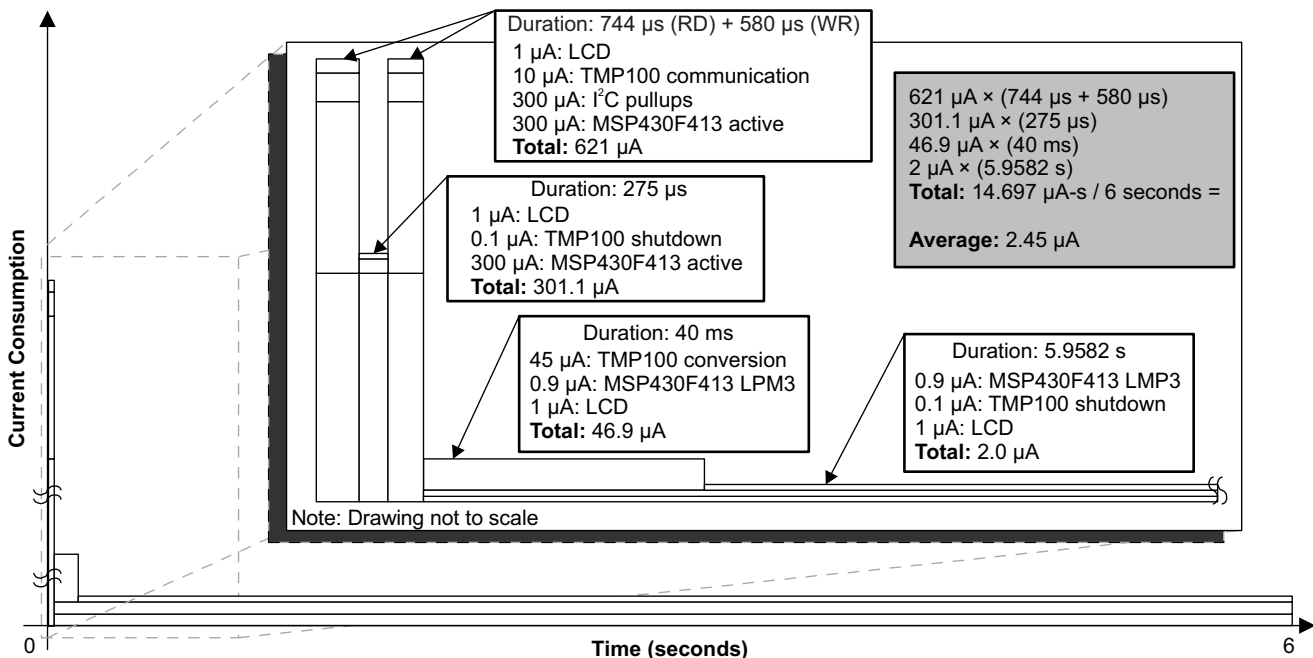 Current Consumption
Duration: 744 µs (RD) + 580 µs (WR)
1 µA: LCD
10 µA: TMP100 communication
300 µA: I²C pullups
300 µA: MSP430F413 active
Total: 621 µA
621 µA × (744 µs + 580 µs)
301.1 µA × (275 µs)
46.9 µA × (40 ms)
2 µA × (5.9582 s)
Total: 14.697 µA-s / 6 seconds =
Average: 2.45 µA
Duration: 275 µs
1 µA: LCD
0.1 µA: TMP100 shutdown
300 µA: MSP430F413 active
Total: 301.1 µA
Duration: 40 ms
45 µA: TMP100 conversion
0.9 µA: MSP430F413 LPM3
1 µA: LCD
Total: 46.9 µA
Duration: 5.9582 s
0.9 µA: MSP430F413 LMP3
0.1 µA: TMP100 shutdown
1 µA: LCD
Total: 2.0 µA
Note: Drawing not to scale
0
Time (seconds)
6